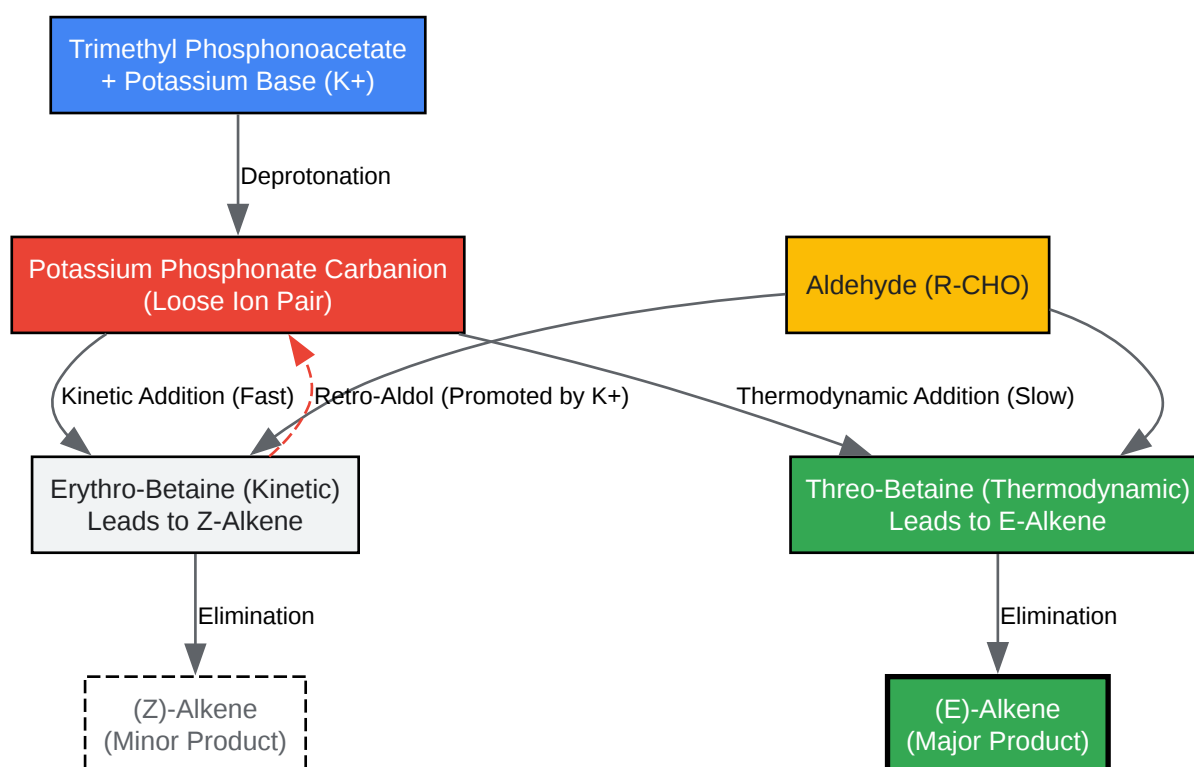 Trimethyl Phosphonoacetate
+ Potassium Base (K+)
Deprotonation
Potassium Phosphonate Carbanion
(Loose Ion Pair)
Aldehyde (R-CHO)
Kinetic Addition (Fast)
Retro-Aldol (Promoted by K+)
Thermodynamic Addition (Slow)
Erythro-Betaine (Kinetic)
Leads to Z-Alkene
Threo-Betaine (Thermodynamic)
Leads to E-Alkene
Elimination
Elimination
(Z)-Alkene
(Minor Product)
(E)-Alkene
(Major Product)